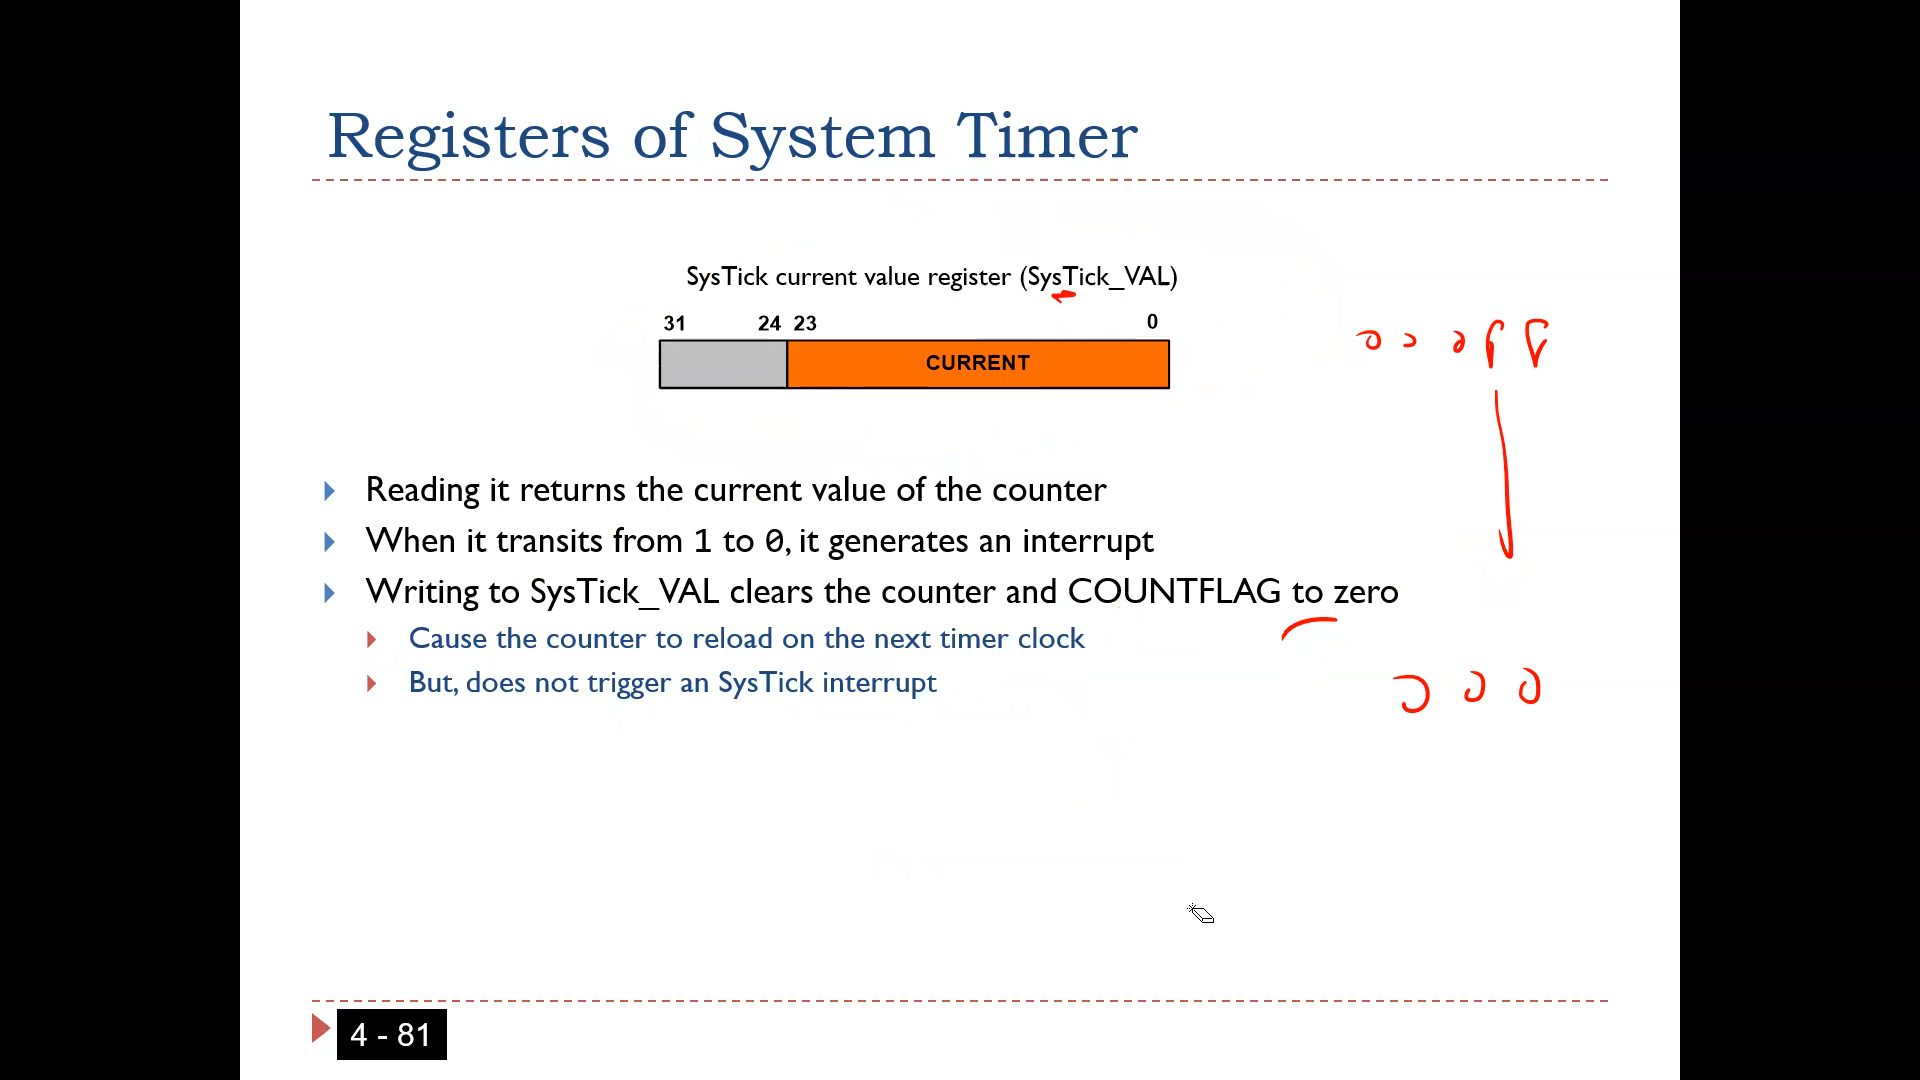 Registers of System Timer
SysTick current value register (SysTick_VAL)
31 24 23 0
CURRENT
000ff
Reading it returns the current value of the counter
When it transits from 1 to 0, it generates an interrupt
Writing to SysTick_VAL clears the counter and COUNTFLAG to zero
Cause the counter to reload on the next timer clock
But, does not trigger an SysTick interrupt
000
4 - 81